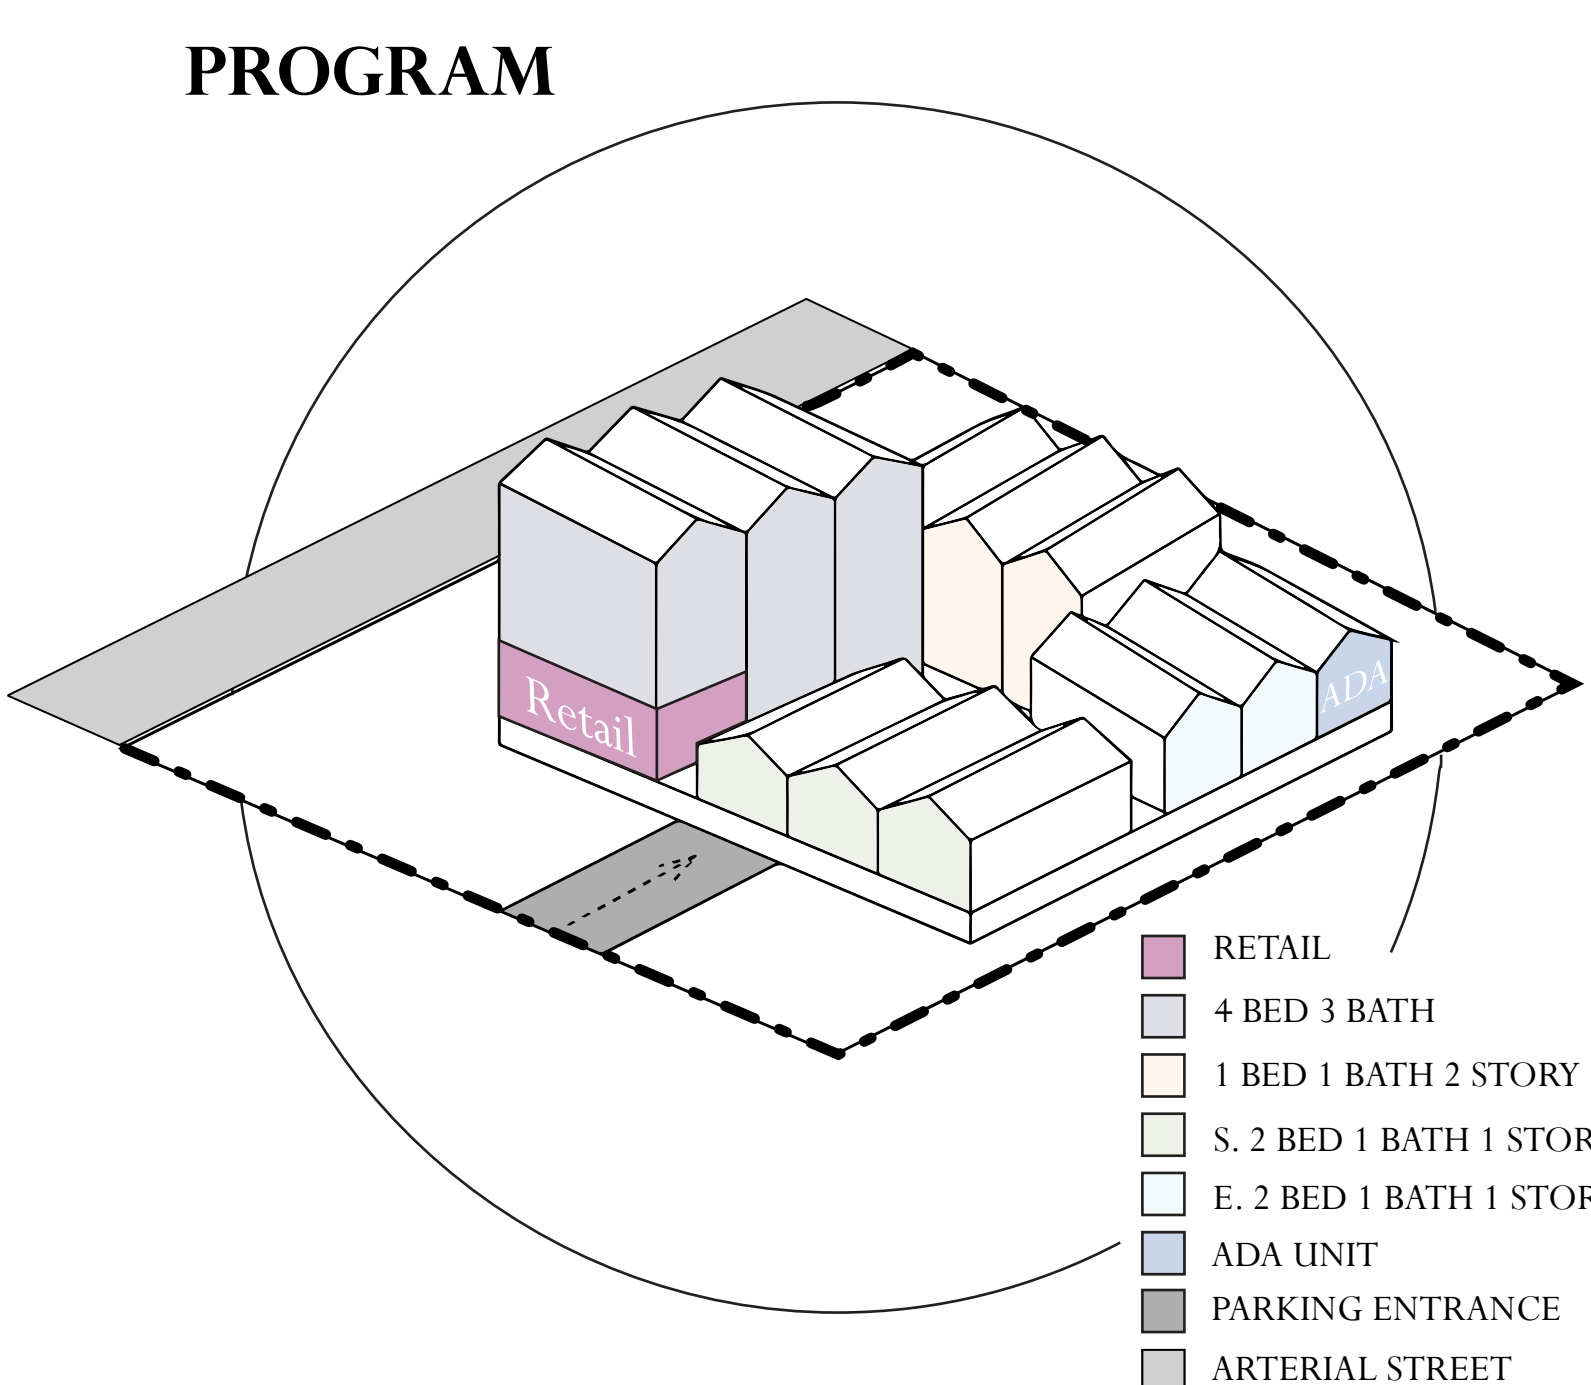 PROGRAM
Retail
ADA
RETAIL
4 BED 3 BATH
1 BED 1 BATH 2 STORY
S. 2 BED 1 BATH 1 STOR
E. 2 BED 1 BATH 1 STOR
ADA UNIT
PARKING ENTRANCE
ARTERIAL STREET